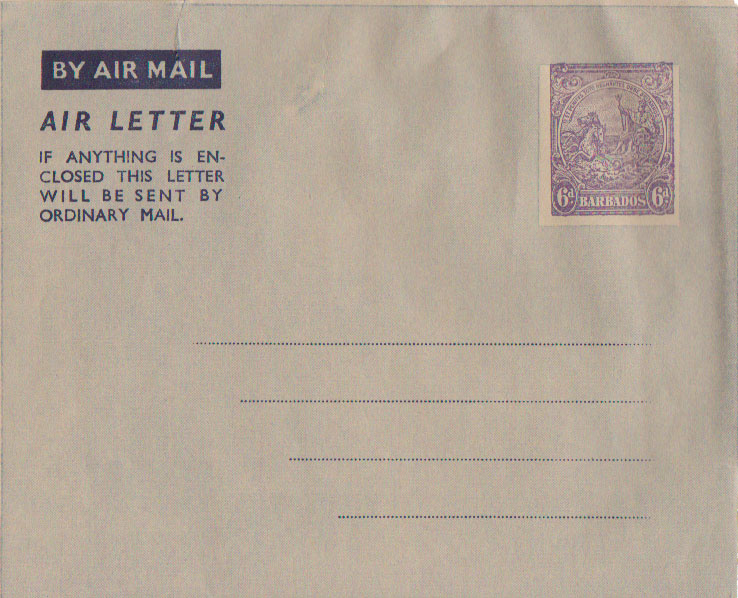 BY AIR MAIL
AIR LETTER
IF ANYTHING IS EN-
CLOSED THIS LETTER
WILL BE SENT BY
ORDINARY MAIL.
6d BARBADOS 6d